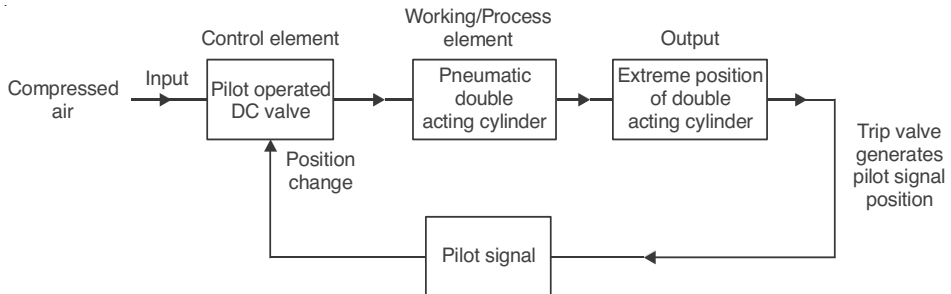 Control element
Working/Process
element
Output
Compressed
air
Input
Pilot operated
DC valve
Pneumatic
double
acting cylinder
Extreme position
of double
acting cylinder
Trip valve
generates
pilot signal
position
Position
change
Pilot signal